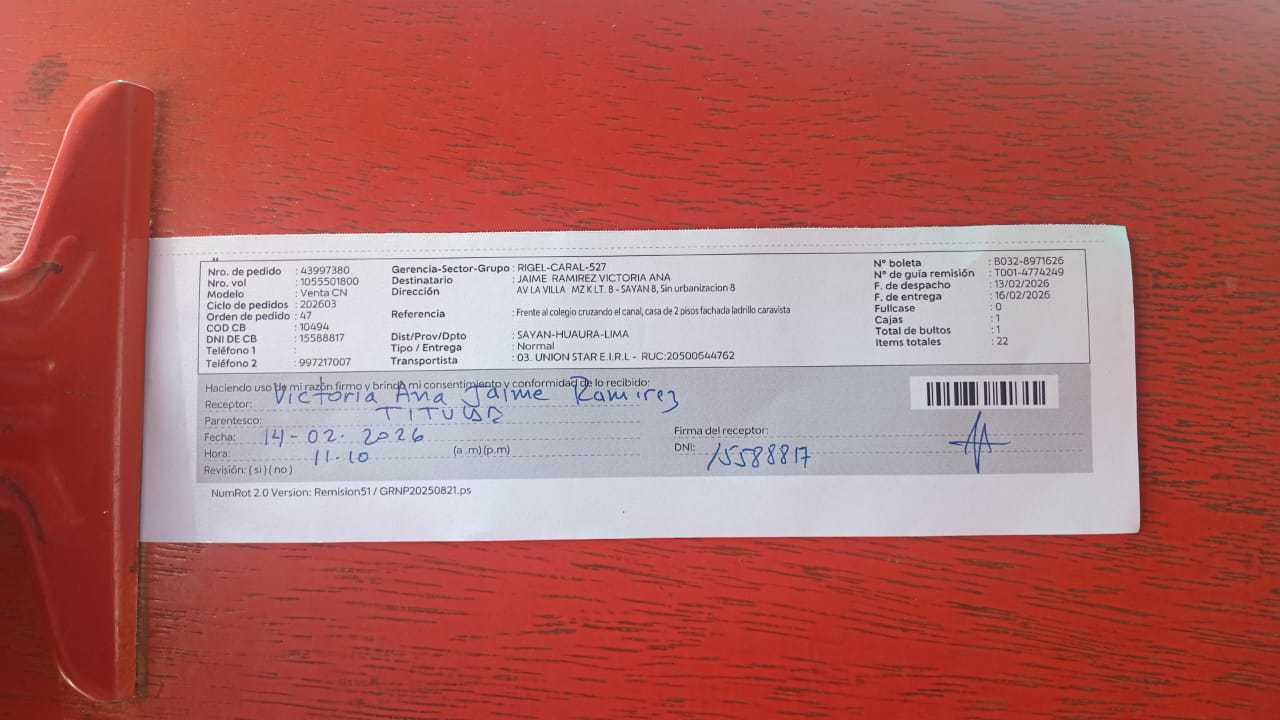 Nro. de pedido : 43997380
Nro. vol : 1055501800
Modelo : Venta CN
Ciclo de pedidos : 202603
Orden de pedido : 47
COD CB : 10494
DNI DE CB : 15588817
Teléfono 1 :
Teléfono 2 : 997217007
Gerencia-Sector-Grupo : RIGEL-CARAL-527
Destinatario : JAIME RAMIREZ VICTORIA ANA
Dirección AV LA VILLA MZ K LT. 8 - SAYAN 8, Sin urbanizacion 8
Referencia : Frente al colegio cruzando el canal, casa de 2 pisos fachada ladrillo caravista
Dist/Prov/Dpto : SAYAN-HUAURA-LIMA
Tipo / Entrega : Normal
Transportista : 03. UNION STAR E.I.R.L - RUC:20500644762
N° boleta : B032-8971626
N° de guía remisión : T001-4774249
F. de despacho : 13/02/2026
F. de entrega : 16/02/2026
Fullcase : 0
Cajas : 1
Total de bultos : 1
Items totales : 22
Haciendo uso de mi razón firmo y brindo mi consentimiento y conformidad de lo recibido:
Receptor: Victoria Ana Jaime Ramirez
Parentesco: TITULAR
Fecha: 14-02-2026
Hora: 11.10 (a .m) (p.m)
Revisión: ( si ) ( no )
Firma del receptor:
DNI: 15588817
NumRot 2.0 Version: Remision51 / GRNP20250821.ps